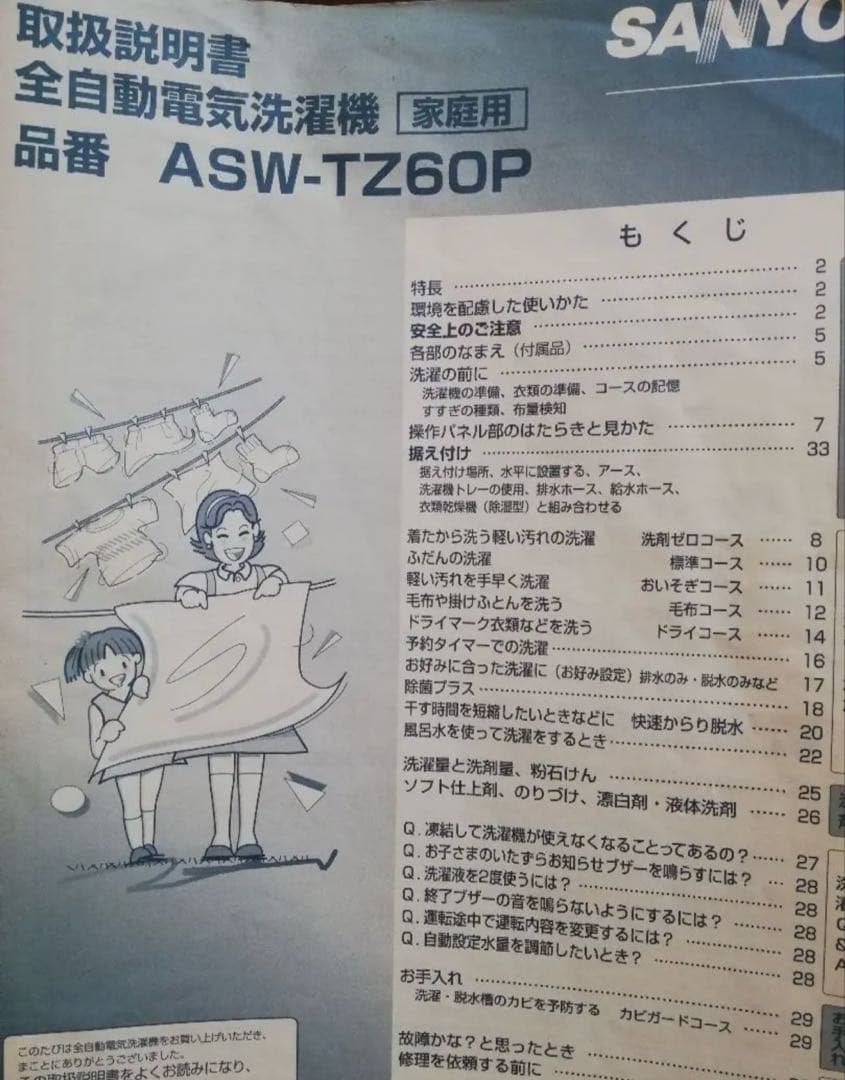 取扱説明書
全自動電気洗濯機 家庭用
品番 ASW-TZ60P
SANYO
もくじ
特長 2
環境を配慮した使いかた 2
安全上のご注意 2
各部のなまえ(付属品) 5
洗濯の前に 5
洗濯機の準備、衣類の準備、コースの記憶
すすぎの種類、布量検知
操作パネル部のはたらきと見かた 7
据え付け 33
据え付け場所、水平に設置する、アース、
洗濯機トレーの使用、排水ホース、給水ホース、
衣類乾燥機(除湿型)と組み合わせる
着たから洗う軽い汚れの洗濯 洗剤ゼロコース 8
ふだんの洗濯 標準コース 10
軽い汚れを手早く洗濯 おいそぎコース 11
毛布や掛けふとんを洗う 毛布コース 12
ドライマーク衣類などを洗う ドライコース 14
予約タイマーでの洗濯 16
お好みに合った洗濯に(お好み設定)排水のみ・脱水のみなど 17
除菌プラス 18
干す時間を短縮したいときなどに 快速からり脱水 20
風呂水を使って洗濯をするとき 22
洗濯量と洗剤量、粉石けん 25
ソフト仕上剤、のりづけ、漂白剤・液体洗剤 26
Q.凍結して洗濯機が使えなくなることってあるの? 27
Q.お子さまのいたずらお知らせブザーを鳴らすには? 28
Q.洗濯液を2度使うには? 28
Q.終了ブザーの音を鳴らないようにするには? 28
Q.運転途中で運転内容を変更するには? 28
Q.自動設定水量を調節したいとき? 28
お手入れ 29
洗濯・脱水槽のカビを予防する カビガードコース 29
故障かな?と思ったとき
修理を依頼する前に
お手入れ
このたびは全自動電気洗濯機をお買い上げいただき、
まことにありがとうございました。
この取扱説明書をよくお読みになり、